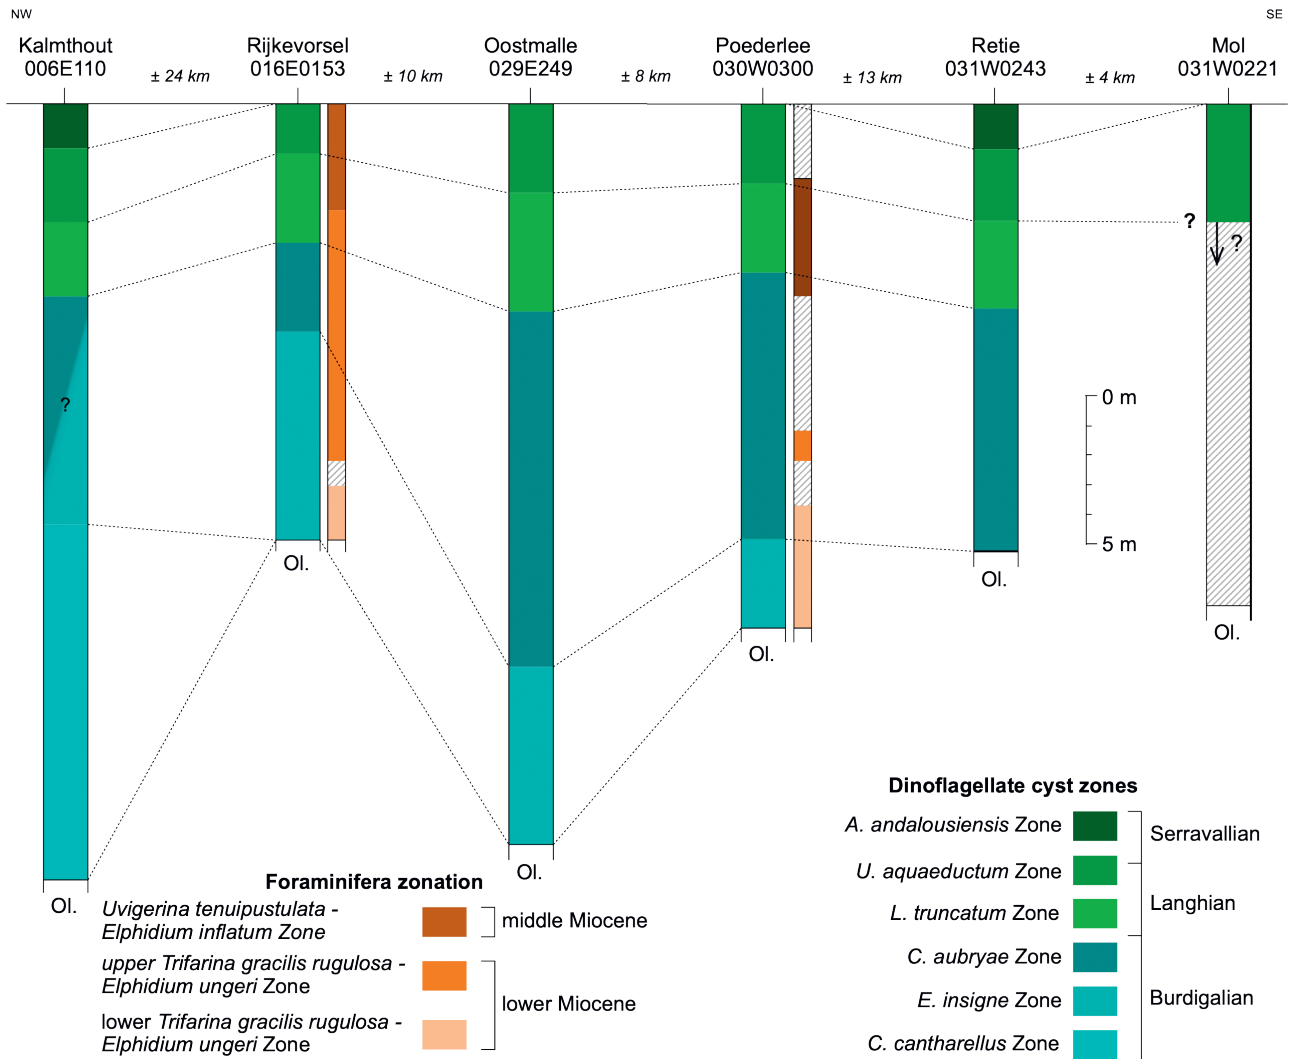 NW
SE
Kalmthout
006E110
± 24 km
Rijkevorsel
016E0153
± 10 km
Oostmalle
029E249
± 8 km
Poederlee
030W0300
± 13 km
Retie
031W0243
± 4 km
Mol
031W0221
?
?
?
0 m
5 m
Ol.
Ol.
Ol.
Ol.
Ol.
Ol.
Foraminifera zonation
Uvigerina tenuipustulata -
Elphidium inflatum Zone
middle Miocene
upper Trifarina gracilis rugulosa -
Elphidium ungeri Zone
lower Miocene
lower Trifarina gracilis rugulosa -
Elphidium ungeri Zone
Dinoflagellate cyst zones
A. andalousiensis Zone
Serravallian
U. aquaeductum Zone
Langhian
L. truncatum Zone
C. aubryae Zone
E. insigne Zone
Burdigalian
C. cantharellus Zone